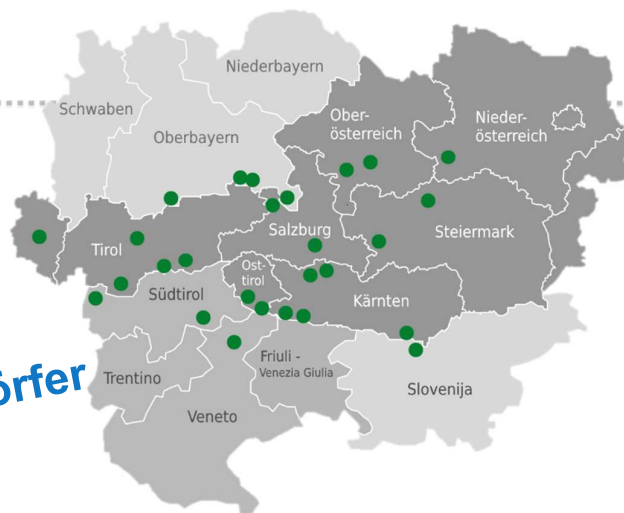 Niederbayern
Schwaben
Ober-
österreich
Nieder-
österreich
Oberbayern
Tirol
Salzburg
Steiermark
Ost-
tirol
Südtirol
Kärnten
örfer
Trentino
Friuli -
Venezia Giulia
Slovenija
Veneto